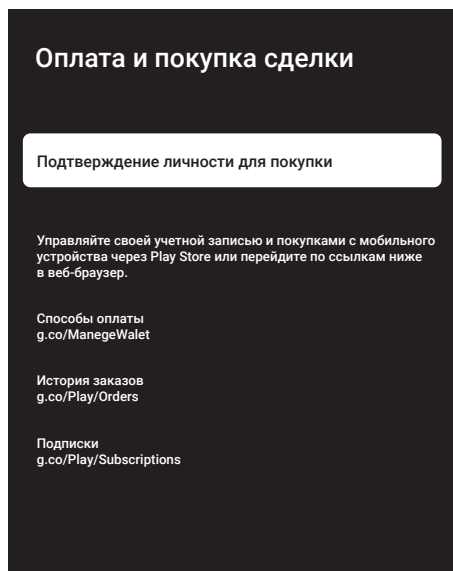 Оплата и покупка сделки
Подтверждение личности для покупки
Управляйте своей учетной записью и покупками с мобильного
устройства через Play Store или перейдите по ссылкам ниже
в веб-браузер.
Способы оплаты
g.co/ManegeWalet
История заказов
g.co/Play/Orders
Подписки
g.co/Play/Subscriptions